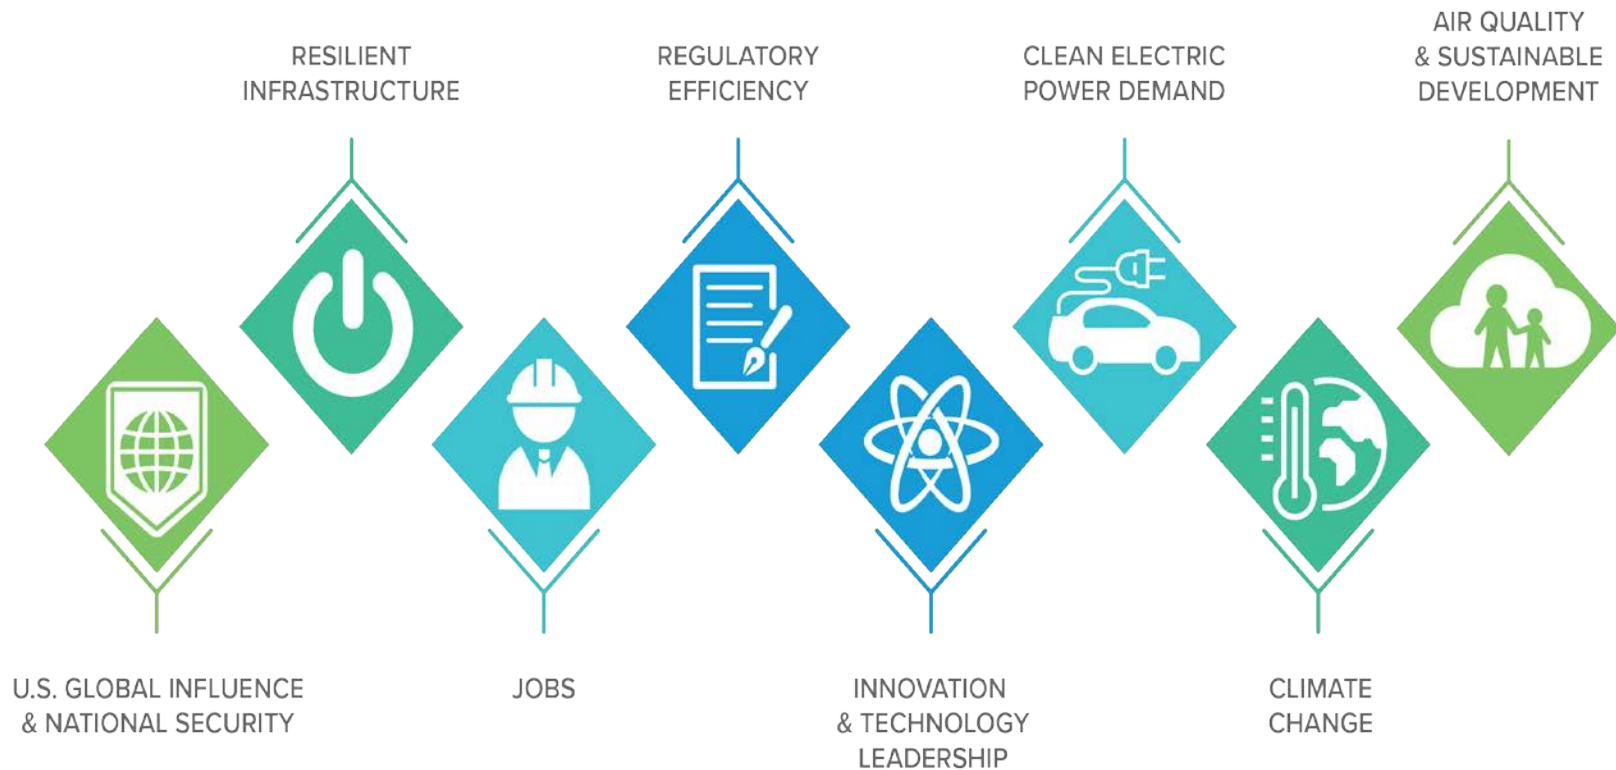 RESILIENT
INFRASTRUCTURE
REGULATORY
EFFICIENCY
CLEAN ELECTRIC
POWER DEMAND
AIR QUALITY
& SUSTAINABLE
DEVELOPMENT
U.S. GLOBAL INFLUENCE
& NATIONAL SECURITY
JOBS
INNOVATION
& TECHNOLOGY
LEADERSHIP
CLIMATE
CHANGE